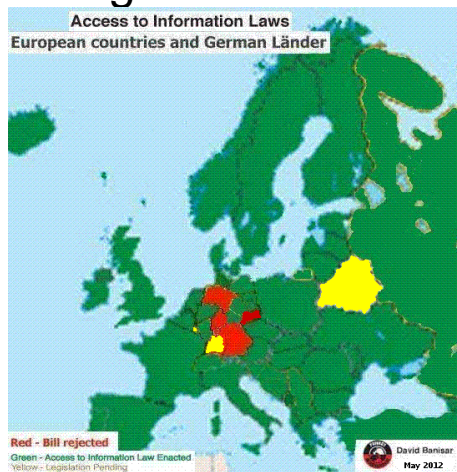 Access to Information Laws
European countries and German Länder
Red - Bill rejected
Green - Access to Information Law Enacted
Yellow - Legislation Pending
David Banisar
May 2012